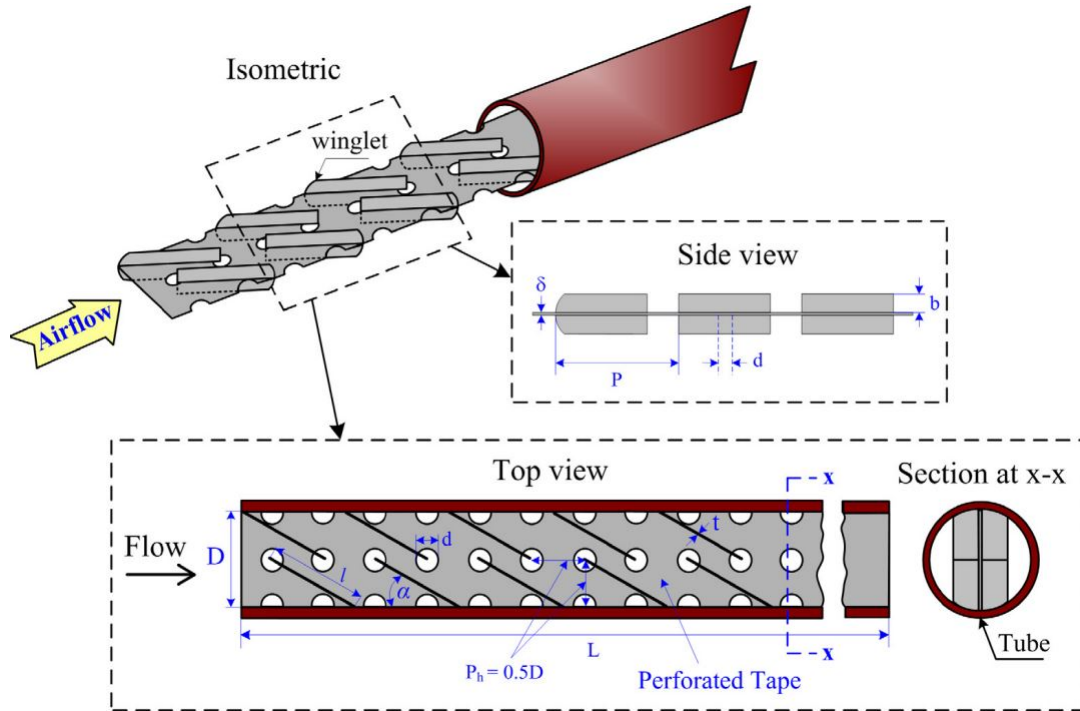 Isometric
winglet
Airflow
Side view
δ
b
P
d
Top view
Section at x-x
x
Flow
D
d
t
l
α
L
Pₕ = 0.5D
Perforated Tape
x
Tube